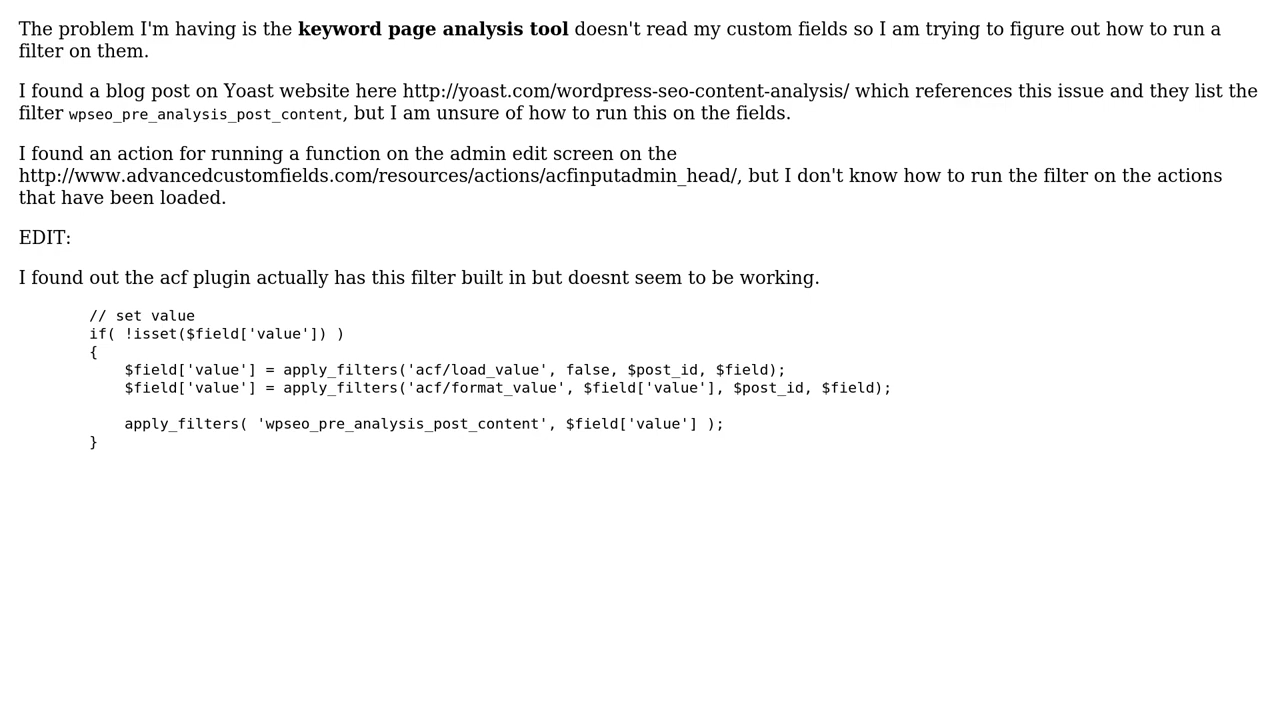 The problem I'm having is the keyword page analysis tool doesn't read my custom fields so I am trying to figure out how to run a
filter on them.
I found a blog post on Yoast website here http://yoast.com/wordpress-seo-content-analysis/ which references this issue and they list the
filter wpseo_pre_analysis_post_content, but I am unsure of how to run this on the fields.
I found an action for running a function on the admin edit screen on the
http://www.advancedcustomfields.com/resources/actions/acfinputadmin_head/, but I don't know how to run the filter on the actions
that have been loaded.
EDIT:
I found out the acf plugin actually has this filter built in but doesnt seem to be working.
// set value
if( !isset($field['value']) )
{
$field['value'] = apply_filters('acf/load_value', false, $post_id, $field);
$field['value'] = apply_filters('acf/format_value', $field['value'], $post_id, $field);
apply_filters( 'wpseo_pre_analysis_post_content', $field['value'] );
}